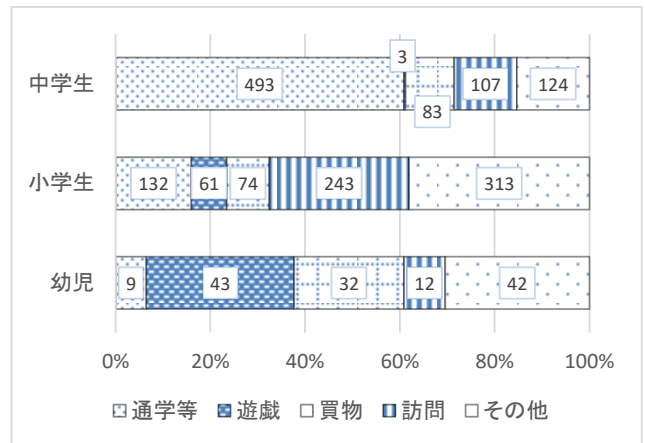 中学生 493 3 83 107 124
小学生 132 61 74 243 313
幼児 9 43 32 12 42
0% 20% 40% 60% 80% 100%
通学等 遊戯 買物 訪問 その他